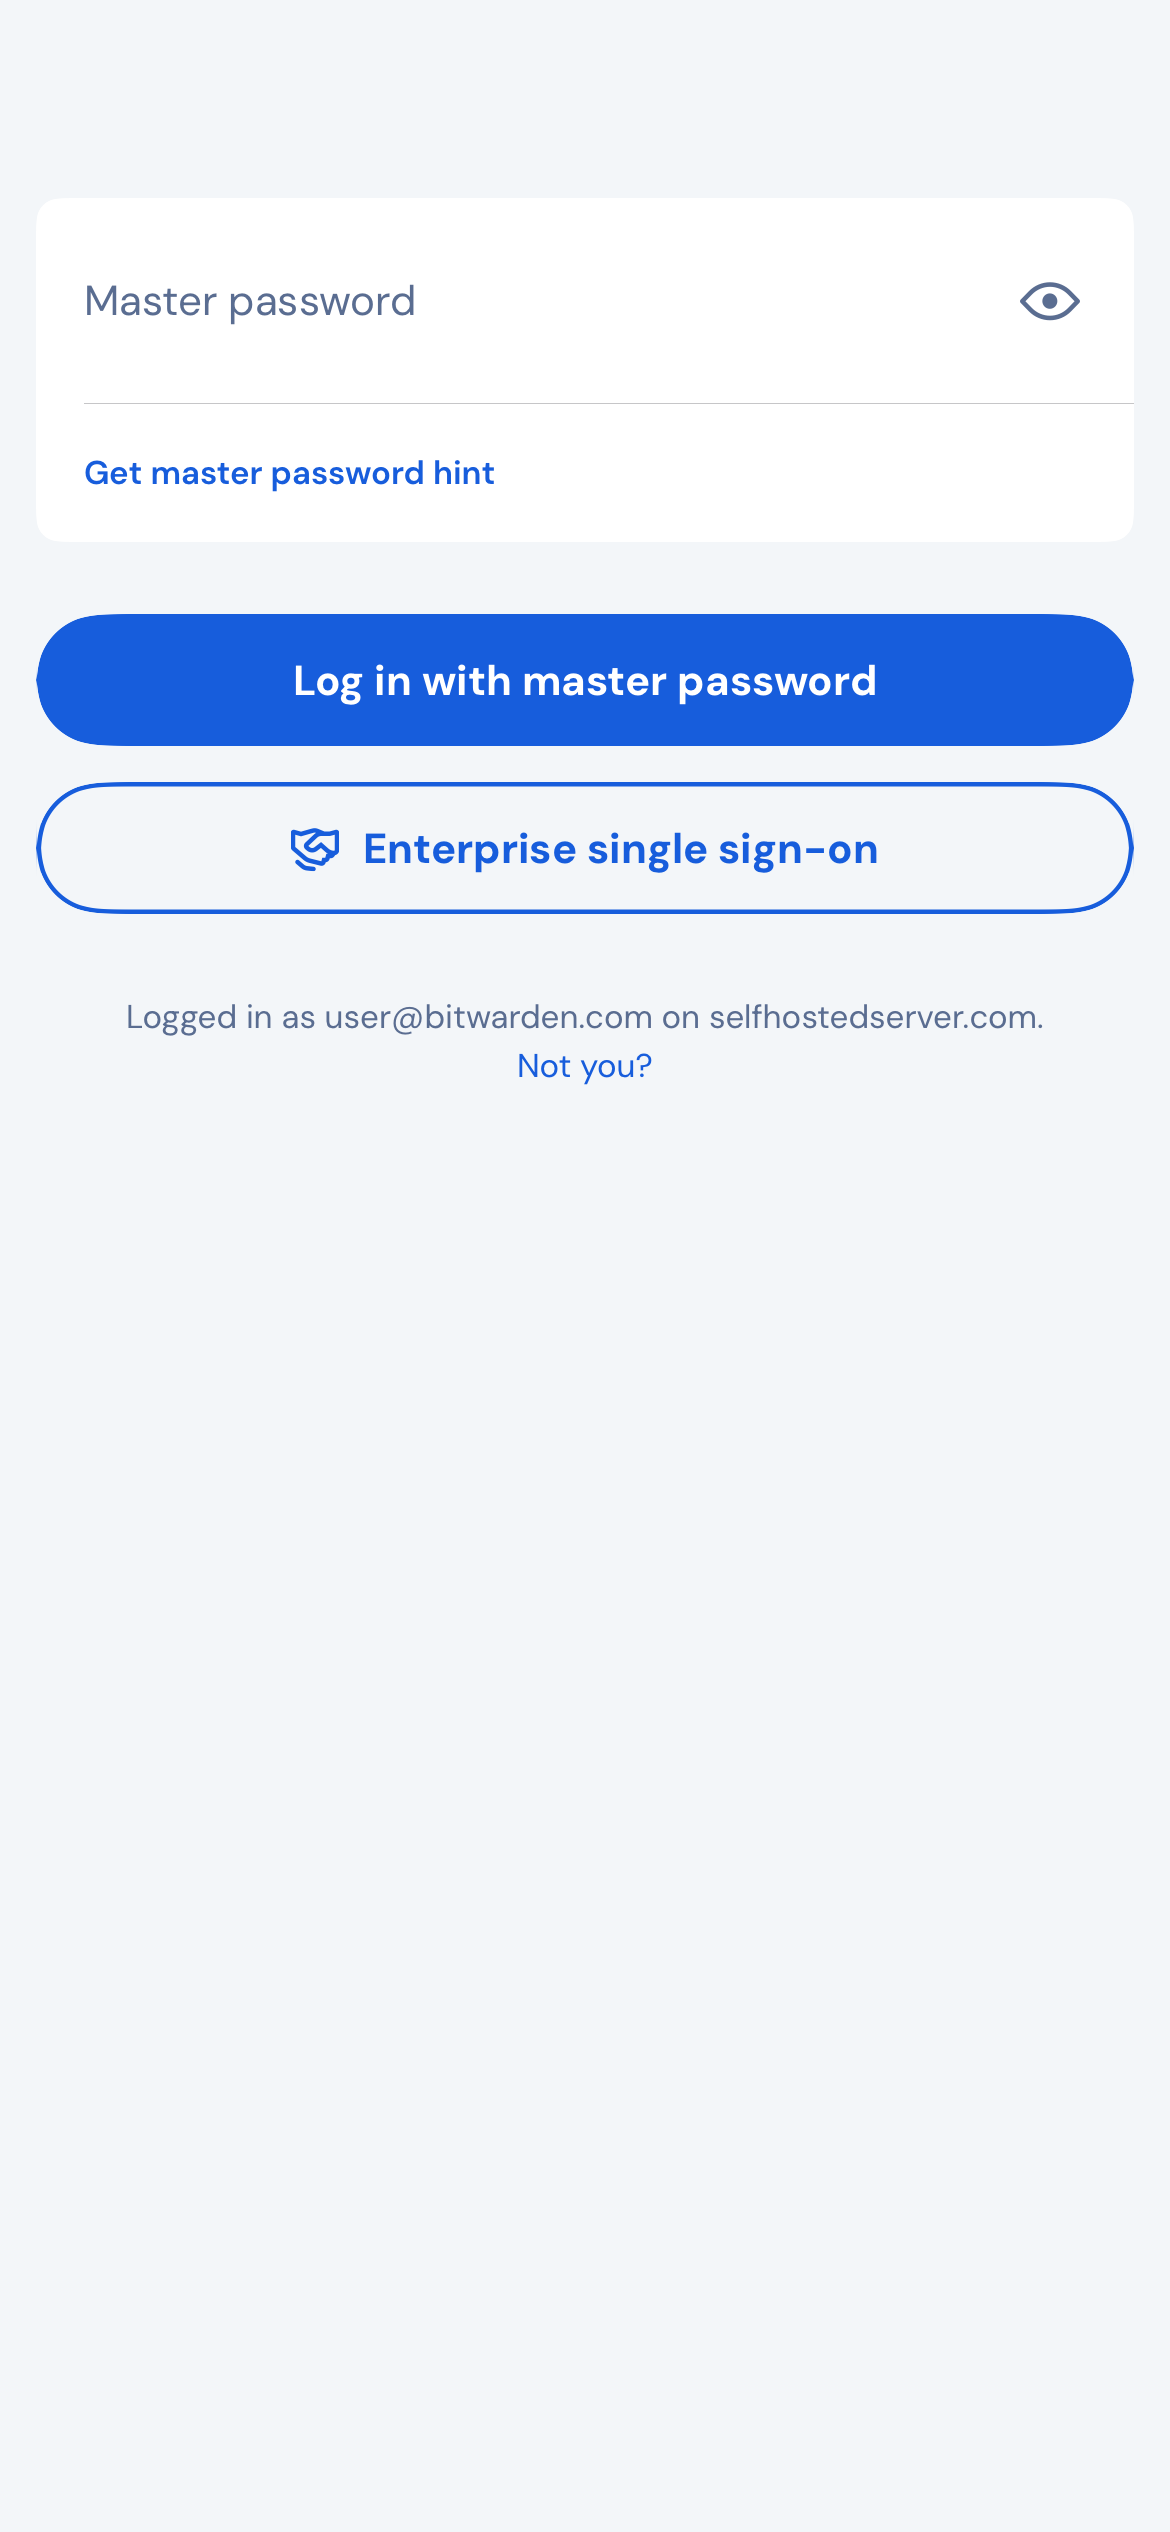 Master password
Get master password hint
Log in with master password
Enterprise single sign-on
Logged in as user@bitwarden.com on selfhostedserver.com.
Not you?